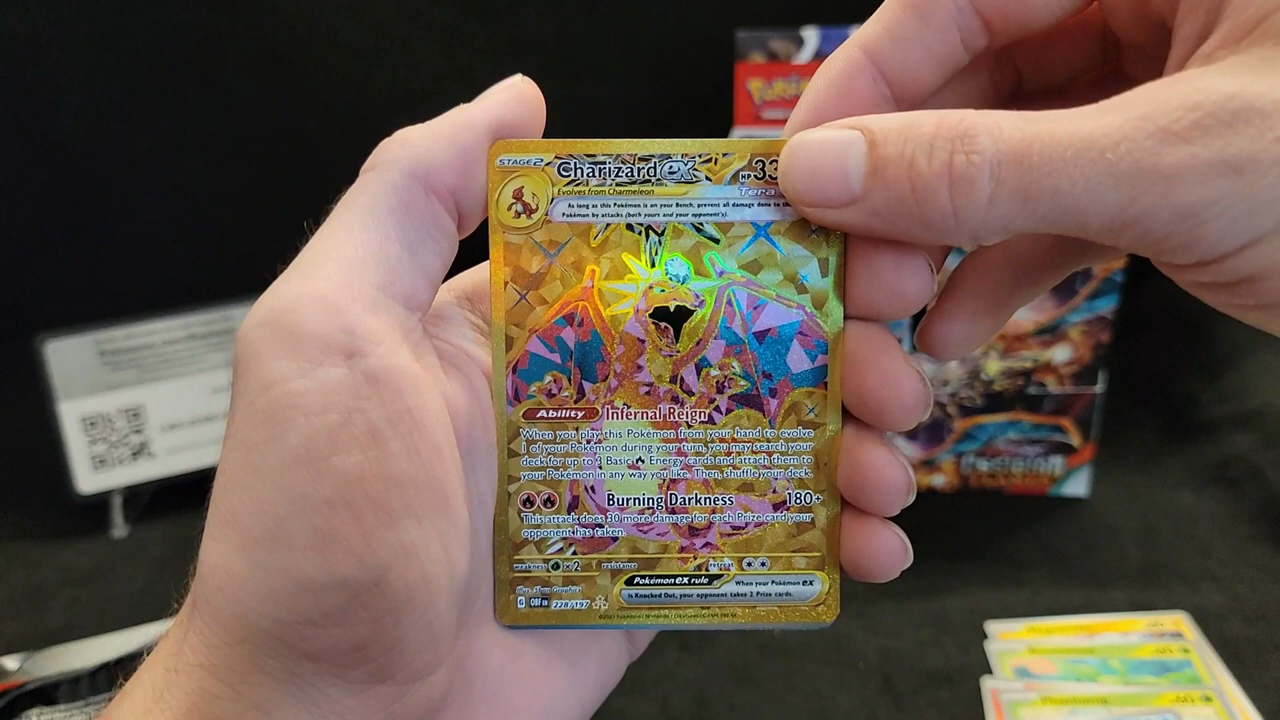 POKÉMON
STAGE2
Charizard ex
HP 33
Evolves from Charmeleon
Tera
As long as this Pokémon is on your Bench, prevent all damage done to
Pokémon by attacks (both yours and your opponent's).
Ability Infernal Reign
When you play this Pokémon from your hand to evolve
1 of your Pokémon during your turn, you may search your
deck for up to 3 Basic Energy cards and attach them to
your Pokémon in any way you like. Then, shuffle your deck.
Burning Darkness 180+
This attack does 30 more damage for each Prize card your
opponent has taken.
weakness ×2 resistance retreat
Pokémon ex rule When your Pokémon ex
is Knocked Out, your opponent takes 2 Prize cards.
Illus.
G OBF EN 228/197